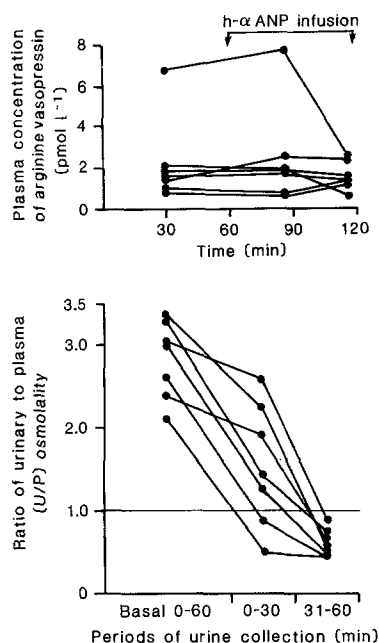 h-α ANP infusion
Plasma concentration
of arginine vasopressin
(pmol l⁻¹)
8
6
4
2
0
30
60
90
120
Time (min)
Ratio of urinary to plasma
(U/P) osmolality
3.5
3.0
2.0
1.0
0
Basal 0-60
0-30
31-60
Periods of urine collection (min)